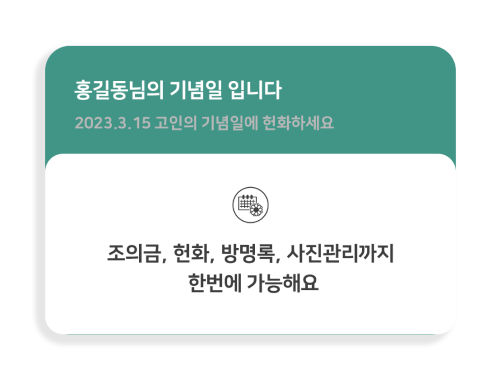 홍길동님의 기념일 입니다
2023.3.15 고인의 기념일에 헌화하세요
조의금, 헌화, 방명록, 사진관리까지
한번에 가능해요